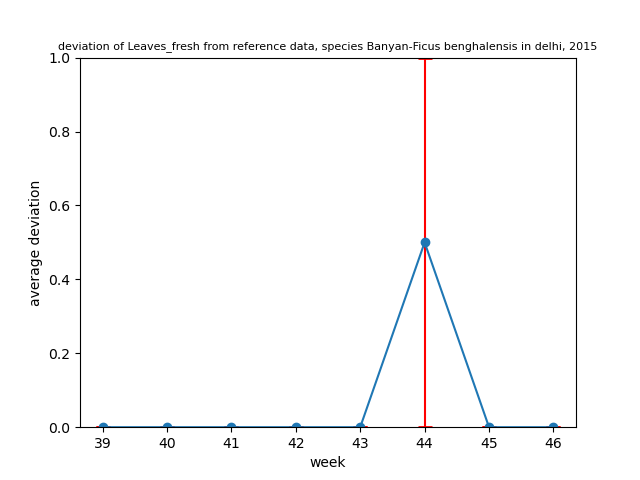 deviation of Leaves_fresh from reference data, species Banyan-Ficus benghalensis in delhi, 2015
1.0
0.8
0.6
0.4
0.2
0.0
average deviation
39 40 41 42 43 44 45 46
week